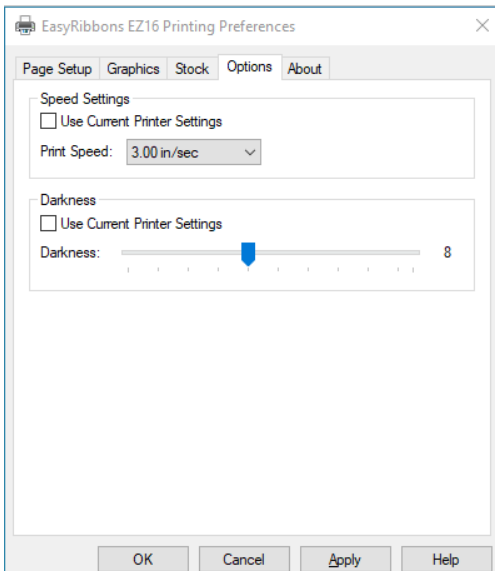 EasyRibbons EZ16 Printing Preferences
Page Setup Graphics Stock Options About
Speed Settings
Use Current Printer Settings
Print Speed: 3.00 in/sec
Darkness
Use Current Printer Settings
Darkness: 8
OK Cancel Apply Help